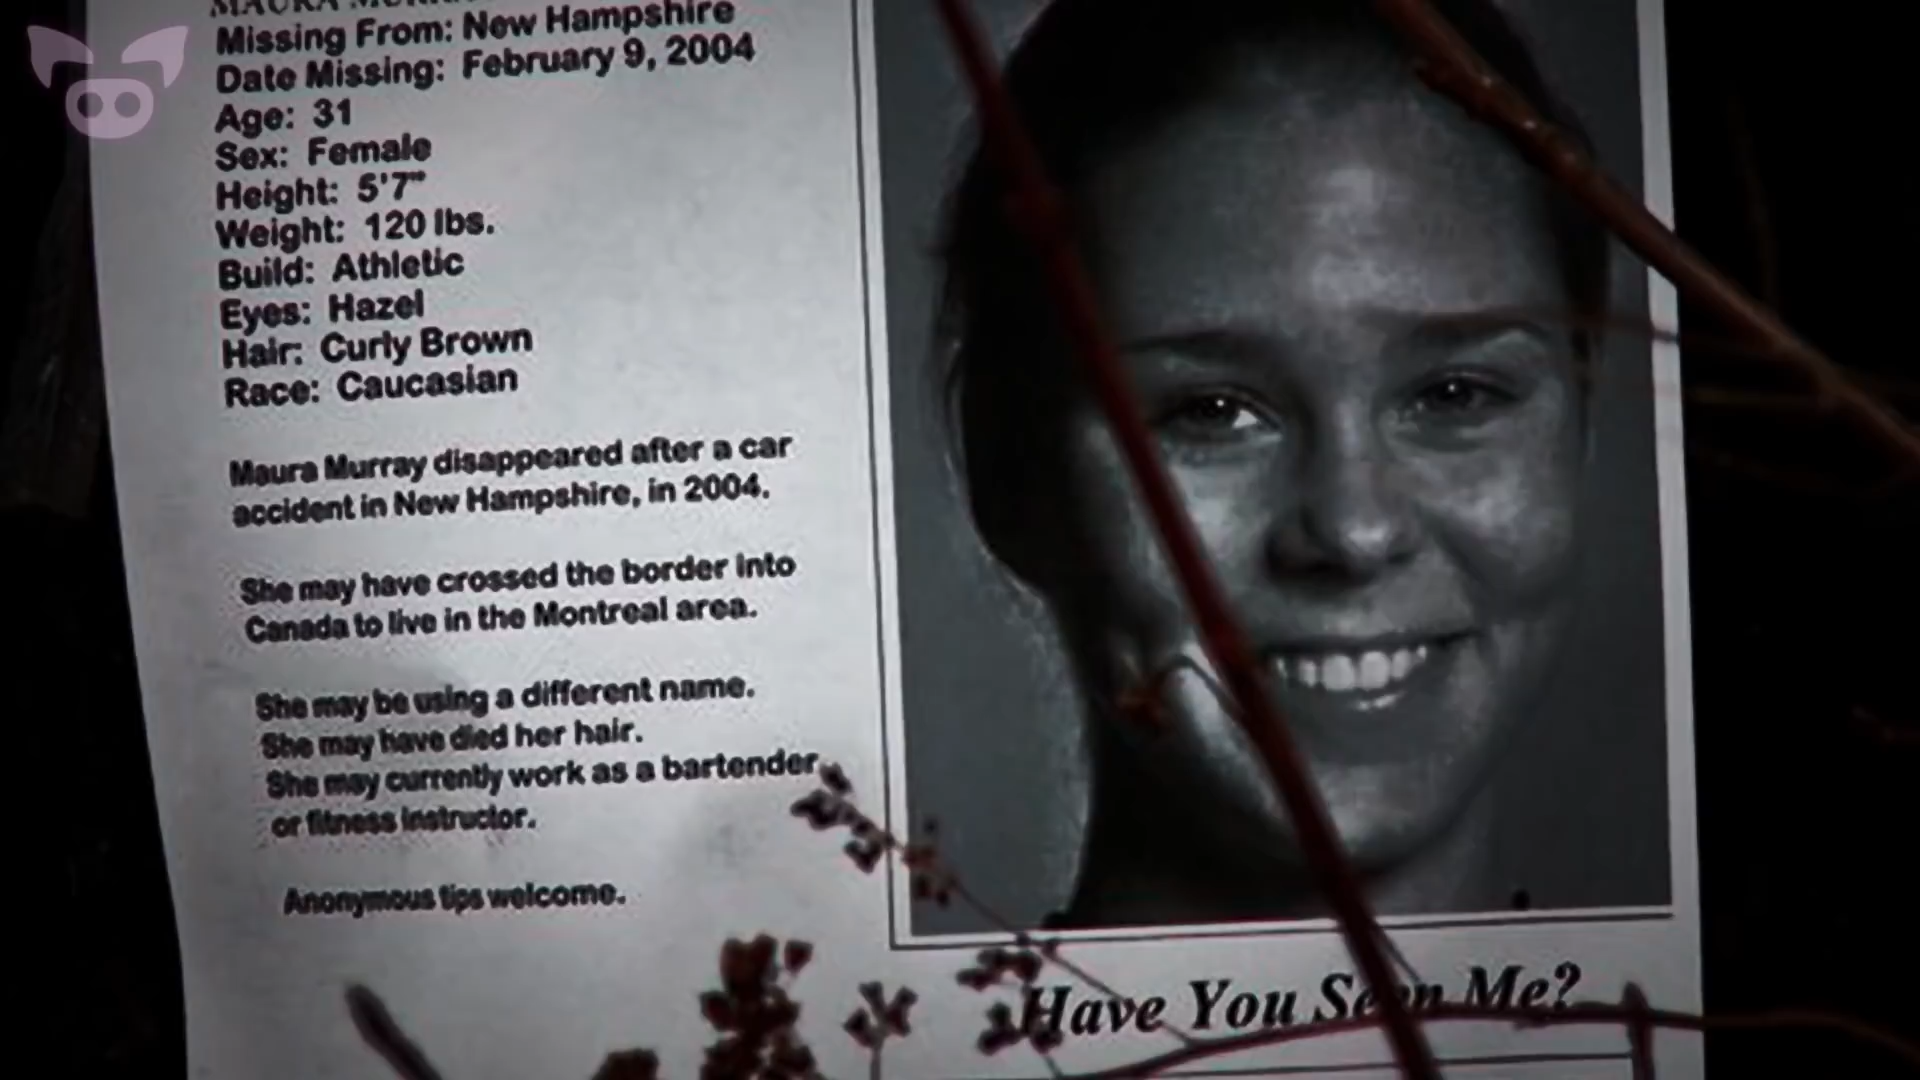 MAURA MURRAY
Missing From: New Hampshire
Date Missing: February 9, 2004
Age: 31
Sex: Female
Height: 5'7"
Weight: 120 lbs.
Build: Athletic
Eyes: Hazel
Hair: Curly Brown
Race: Caucasian
Maura Murray disappeared after a car
accident in New Hampshire, in 2004.
She may have crossed the border into
Canada to live in the Montreal area.
She may be using a different name.
She may have died her hair.
She may currently work as a bartender
or fitness instructor.
Anonymous tips welcome.
Have You Seen Me?